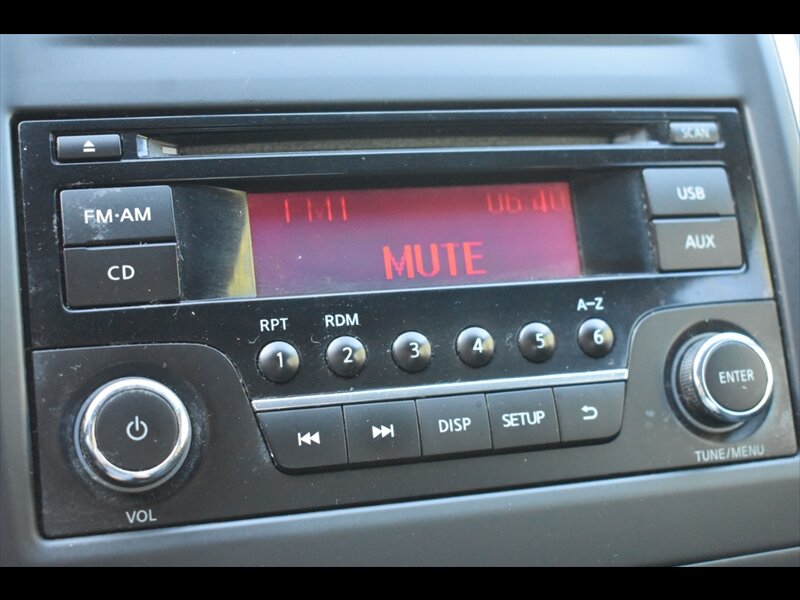 SCAN
FM·AM
FM1 06:40
USB
CD
MUTE
AUX
RPT RDM A-Z
1 2 3 4 5 6
DISP SETUP
ENTER
VOL
TUNE/MENU